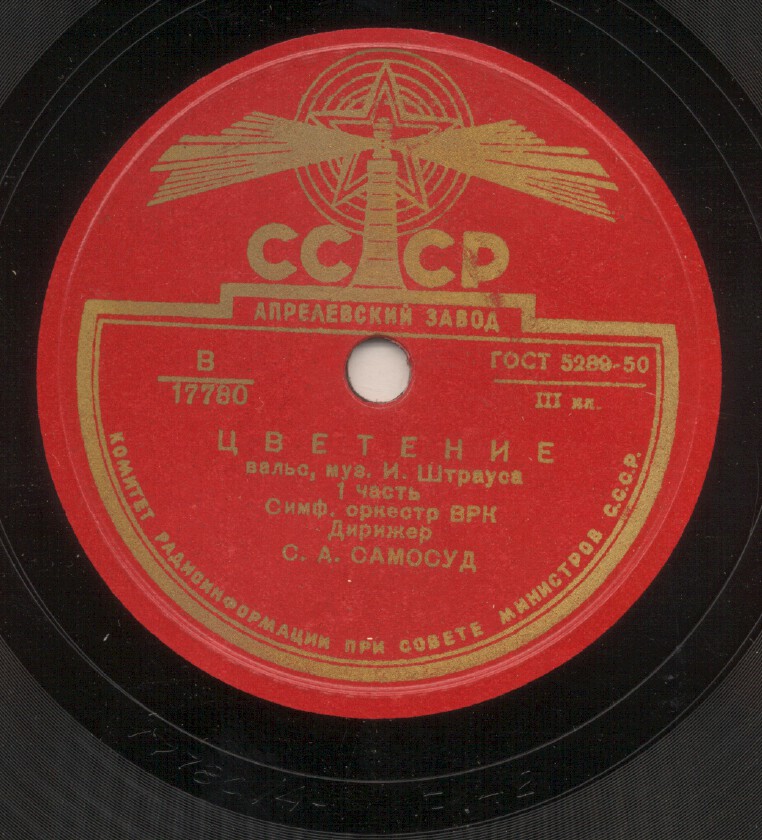 СССР
АПРЕЛЕВСКИЙ ЗАВОД
В
17780
ГОСТ 5289-50
III кл.
ЦВЕТЕНИЕ
вальс, муз. И. Штрауса
1 часть
Симф. оркестр ВРК
Дирижер
С. А. САМОСУД
КОМИТЕТ РАДИОИНФОРМАЦИИ ПРИ СОВЕТЕ МИНИСТРОВ С.С.С.Р.